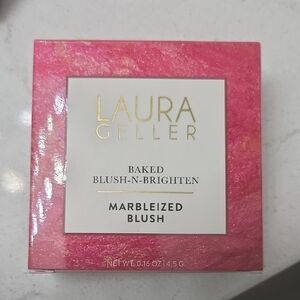 LAURA
GELLER
BAKED
BLUSH-N-BRIGHTEN
MARBLEIZED
BLUSH
NET WT. 0.16 OZ/4.5 G